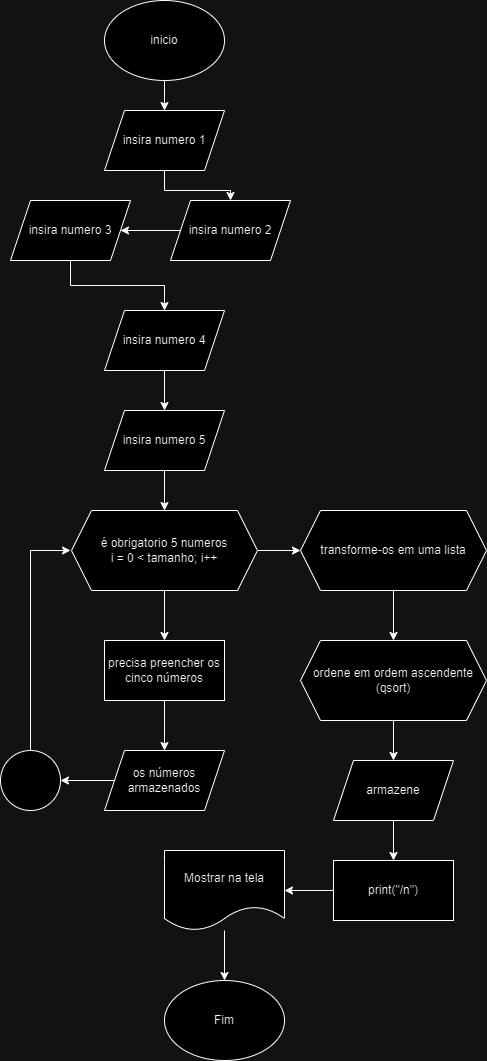 inicio
insira numero 1
insira numero 2
insira numero 3
insira numero 4
insira numero 5
é obrigatorio 5 numeros
i = 0 < tamanho; i++
transforme-os em uma lista
precisa preencher os
cinco números
ordene em ordem ascendente
(qsort)
os números
armazenados
armazene
print("/n")
Mostrar na tela
Fim